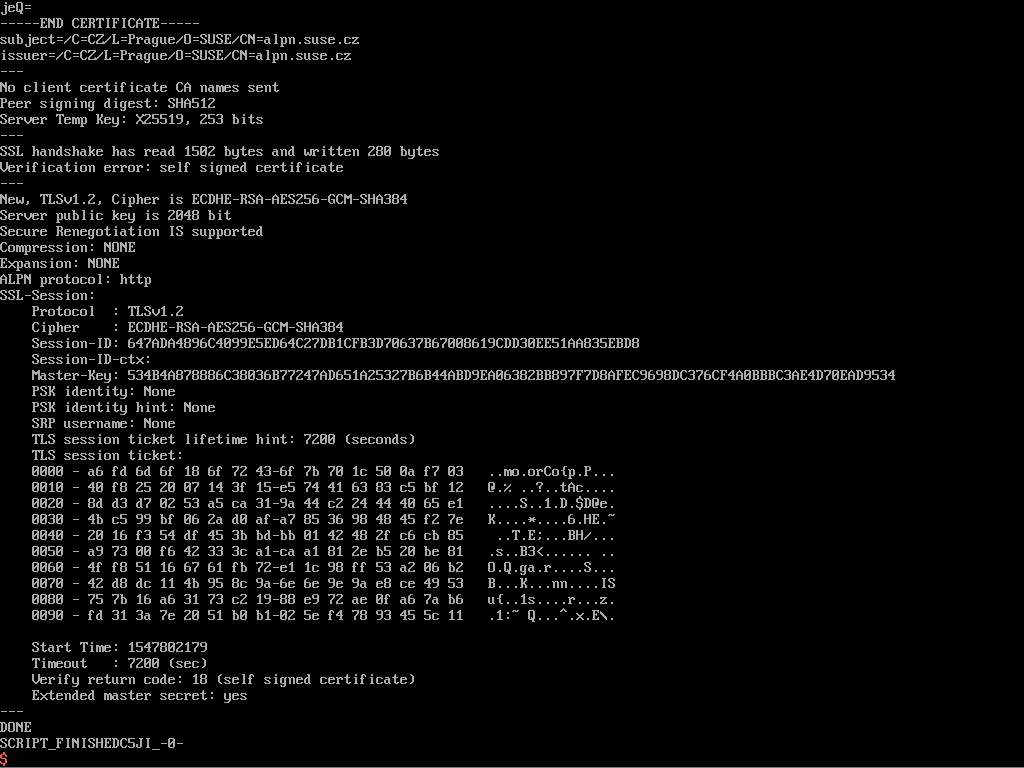 jeQ=
-----END CERTIFICATE-----
subject=/C=CZ/L=Prague/O=SUSE/CN=alpn.suse.cz
issuer=/C=CZ/L=Prague/O=SUSE/CN=alpn.suse.cz
---
No client certificate CA names sent
Peer signing digest: SHA512
Server Temp Key: X25519, 253 bits
---
SSL handshake has read 1502 bytes and written 280 bytes
Verification error: self signed certificate
---
New, TLSv1.2, Cipher is ECDHE-RSA-AES256-GCM-SHA384
Server public key is 2048 bit
Secure Renegotiation IS supported
Compression: NONE
Expansion: NONE
ALPN protocol: http
SSL-Session:
    Protocol  : TLSv1.2
    Cipher    : ECDHE-RSA-AES256-GCM-SHA384
    Session-ID: 647ADA4896C4099E5ED64C27DB1CFB3D70637B67008619CDD30EE51AA835EBD8
    Session-ID-ctx:
    Master-Key: 534B4A878886C38036B77247AD651A25327B6B44ABD9EA06382BB897F7D8AFEC9698DC376CF4A0BBBC3AE4D70EAD9534
    PSK identity: None
    PSK identity hint: None
    SRP username: None
    TLS session ticket lifetime hint: 7200 (seconds)
    TLS session ticket:
    0000 - a6 fd 6d 6f 18 6f 72 43-6f 7b 70 1c 50 0a f7 03   ..mo.orCo{p.P...
    0010 - 40 f8 25 20 07 14 3f 15-e5 74 41 63 83 c5 bf 12   @.% ..?..tAc....
    0020 - 8d d3 d7 02 53 a5 ca 31-9a 44 c2 24 44 40 65 e1   ....S..1.D.$D@e.
    0030 - 4b c5 99 bf 06 2a d0 af-a7 85 36 98 48 45 f2 7e   K....*....6.HE.~
    0040 - 20 16 f3 54 df 45 3b bd-bb 01 42 48 2f c6 cb 85    ..T.E;...BH/...
    0050 - a9 73 00 f6 42 33 3c a1-ca a1 81 2e b5 20 be 81   .s..B3<...... ..
    0060 - 4f f8 51 16 67 61 fb 72-e1 1c 98 ff 53 a2 06 b2   O.Q.ga.r....S...
    0070 - 42 d8 dc 11 4b 95 8c 9a-6e 6e 9e 9a e8 ce 49 53   B...K...nn....IS
    0080 - 75 7b 16 a6 31 73 c2 19-88 e9 72 ae 0f a6 7a b6   u{..1s....r...z.
    0090 - fd 31 3a 7e 20 51 b0 b1-02 5e f4 78 93 45 5c 11   .1:~ Q...^.x.E\.

    Start Time: 1547802179
    Timeout   : 7200 (sec)
    Verify return code: 18 (self signed certificate)
    Extended master secret: yes
---
DONE
SCRIPT_FINISHEDC5JI_-0-
$